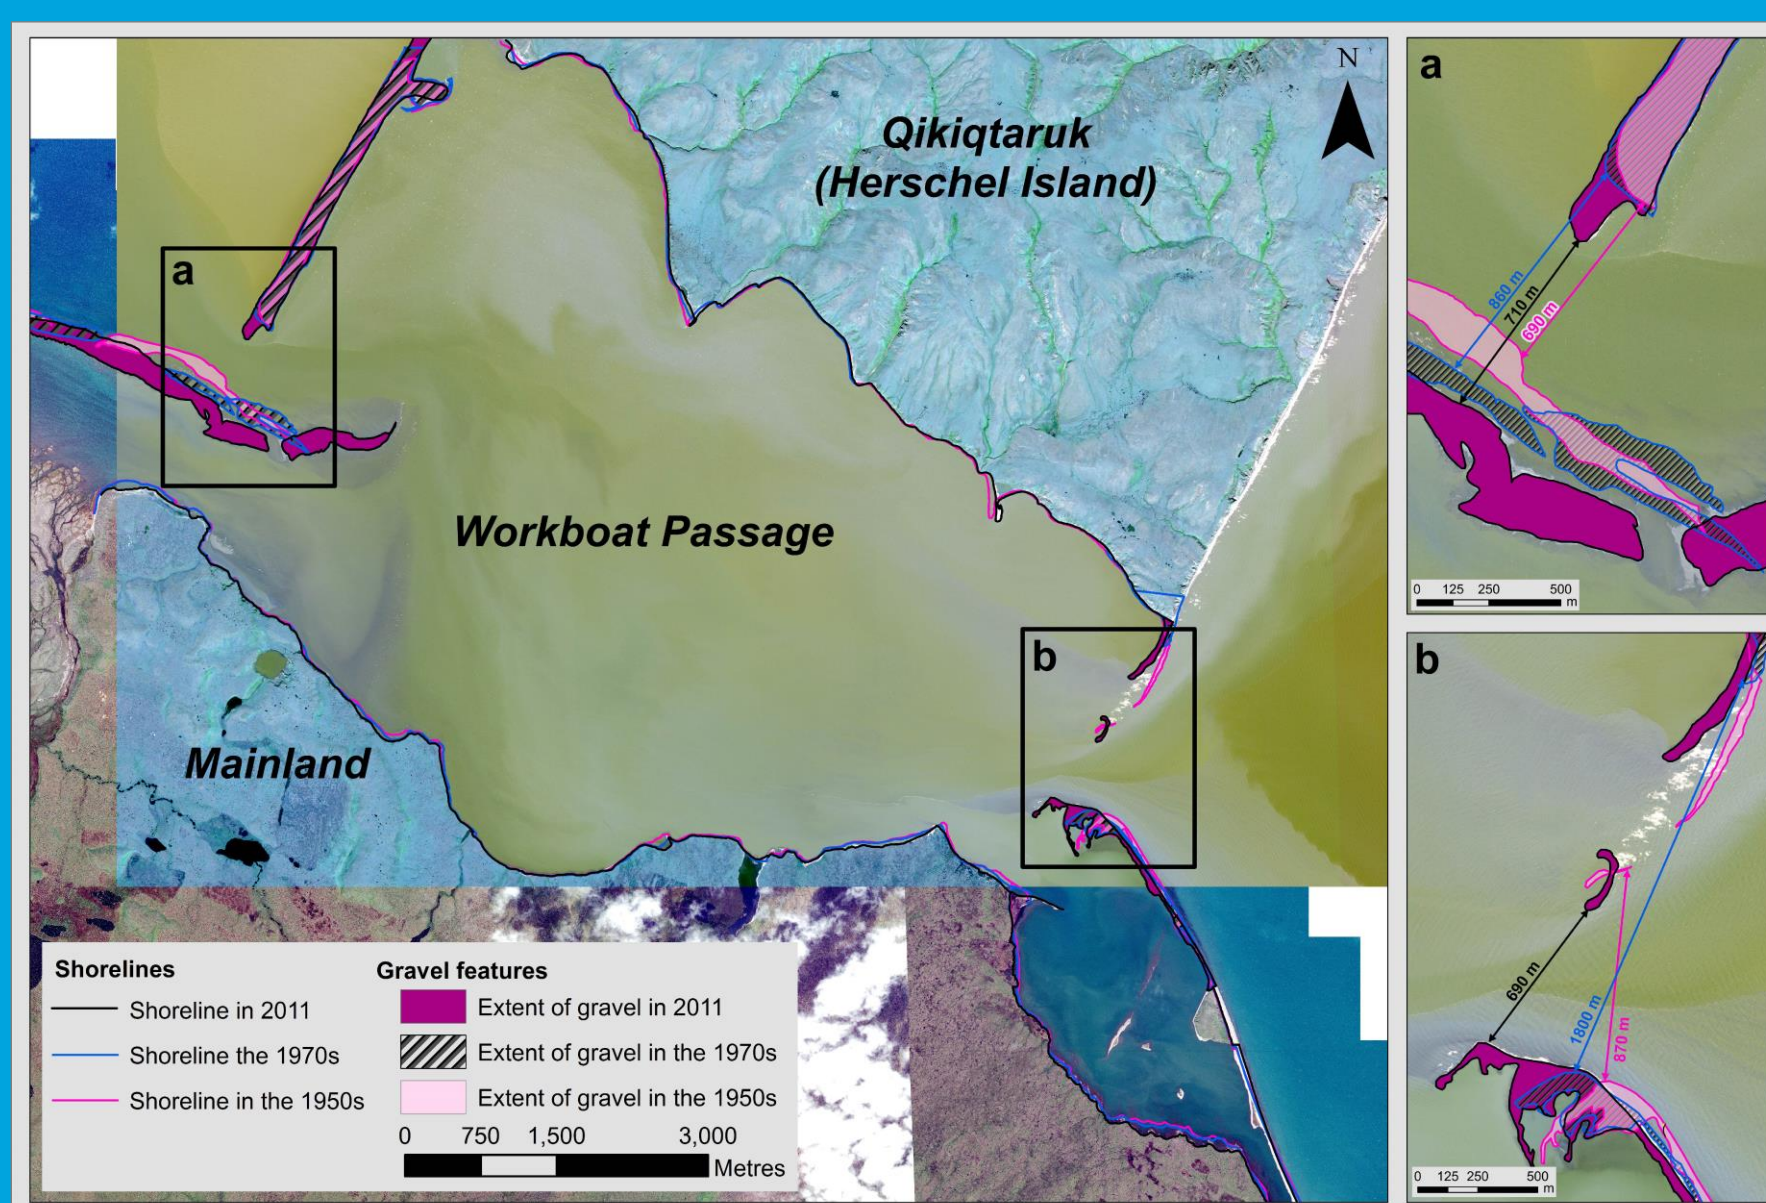 a
Qikiqtaruk
(Herschel Island)
N
Workboat Passage
b
Mainland
Shorelines
Shoreline in 2011
Shoreline the 1970s
Shoreline in the 1950s
Gravel features
Extent of gravel in 2011
Extent of gravel in the 1970s
Extent of gravel in the 1950s
0 750 1,500 3,000
Metres
a
860 m
710 m
690 m
0 125 250 500
m
b
690 m
1800 m
870 m
0 125 250 500
m